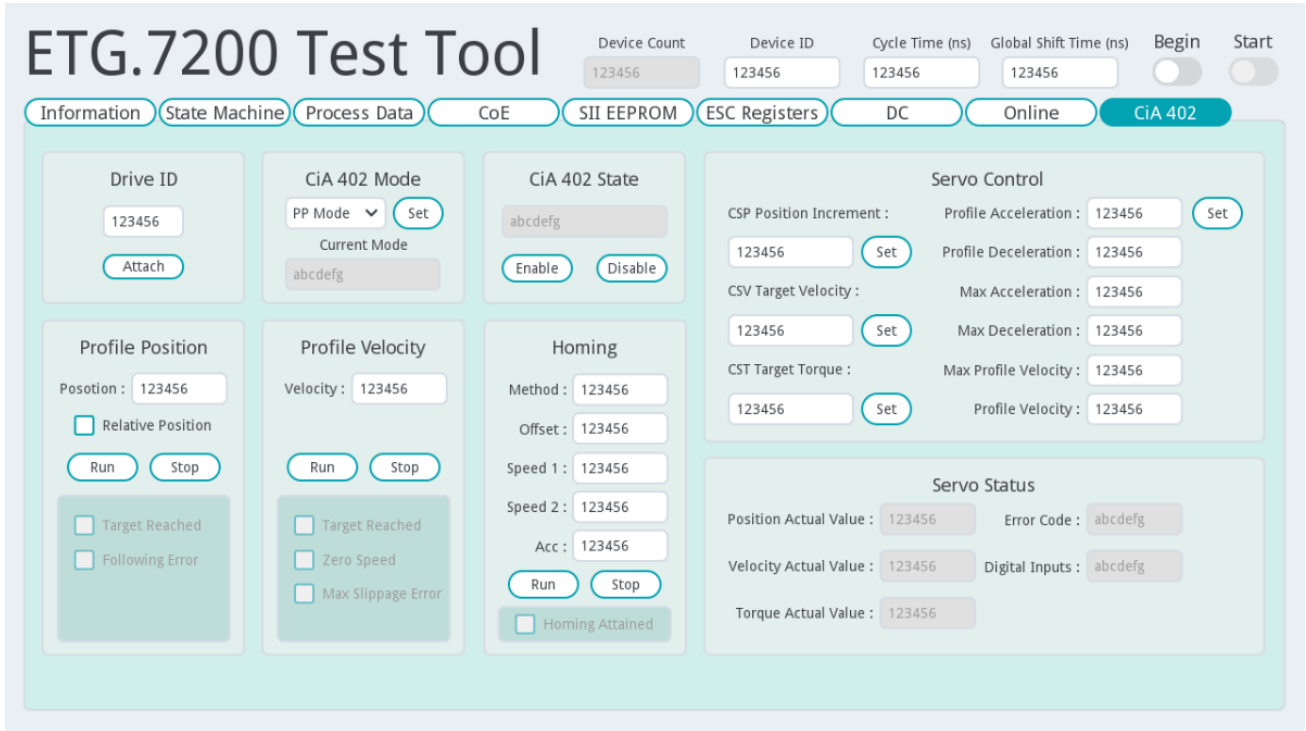 ETG.7200 Test Tool
Device Count
123456
Device ID
123456
Cycle Time (ns)
123456
Global Shift Time (ns)
123456
Begin
Start
Information
State Machine
Process Data
CoE
SII EEPROM
ESC Registers
DC
Online
CiA 402
Drive ID
123456
Attach
CiA 402 Mode
PP Mode
Set
Current Mode
abcdefg
CiA 402 State
abcdefg
Enable
Disable
Profile Position
Posotion : 123456
Relative Position
Run
Stop
Target Reached
Following Error
Profile Velocity
Velocity : 123456
Run
Stop
Target Reached
Zero Speed
Max Slippage Error
Homing
Method : 123456
Offset : 123456
Speed 1 : 123456
Speed 2 : 123456
Acc : 123456
Run
Stop
Homing Attained
Servo Control
CSP Position Increment :
123456
Set
CSV Target Velocity :
123456
Set
CST Target Torque :
123456
Set
Profile Acceleration : 123456
Set
Profile Deceleration : 123456
Max Acceleration : 123456
Max Deceleration : 123456
Max Profile Velocity : 123456
Profile Velocity : 123456
Servo Status
Position Actual Value : 123456
Error Code : abcdefg
Velocity Actual Value : 123456
Digital Inputs : abcdefg
Torque Actual Value : 123456